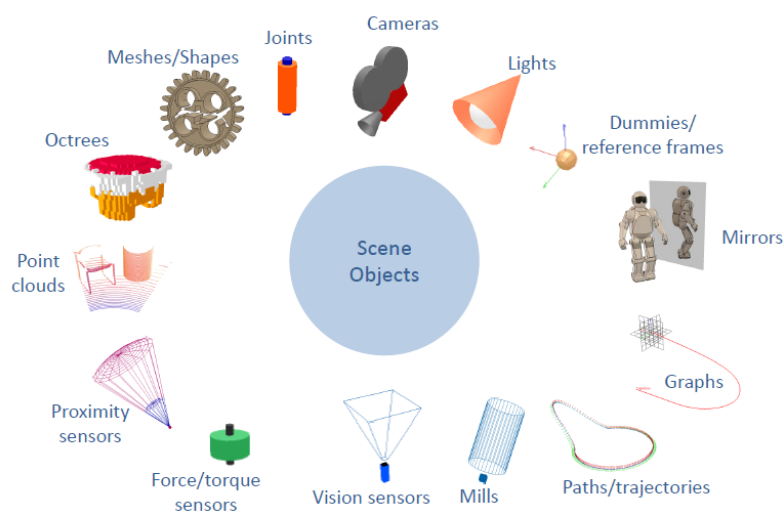 Joints
Cameras
Meshes/Shapes
Lights
Octrees
Dummies/
reference frames
Scene
Objects
Mirrors
Point
clouds
Graphs
Proximity
sensors
Force/torque
sensors
Vision sensors
Mills
Paths/trajectories